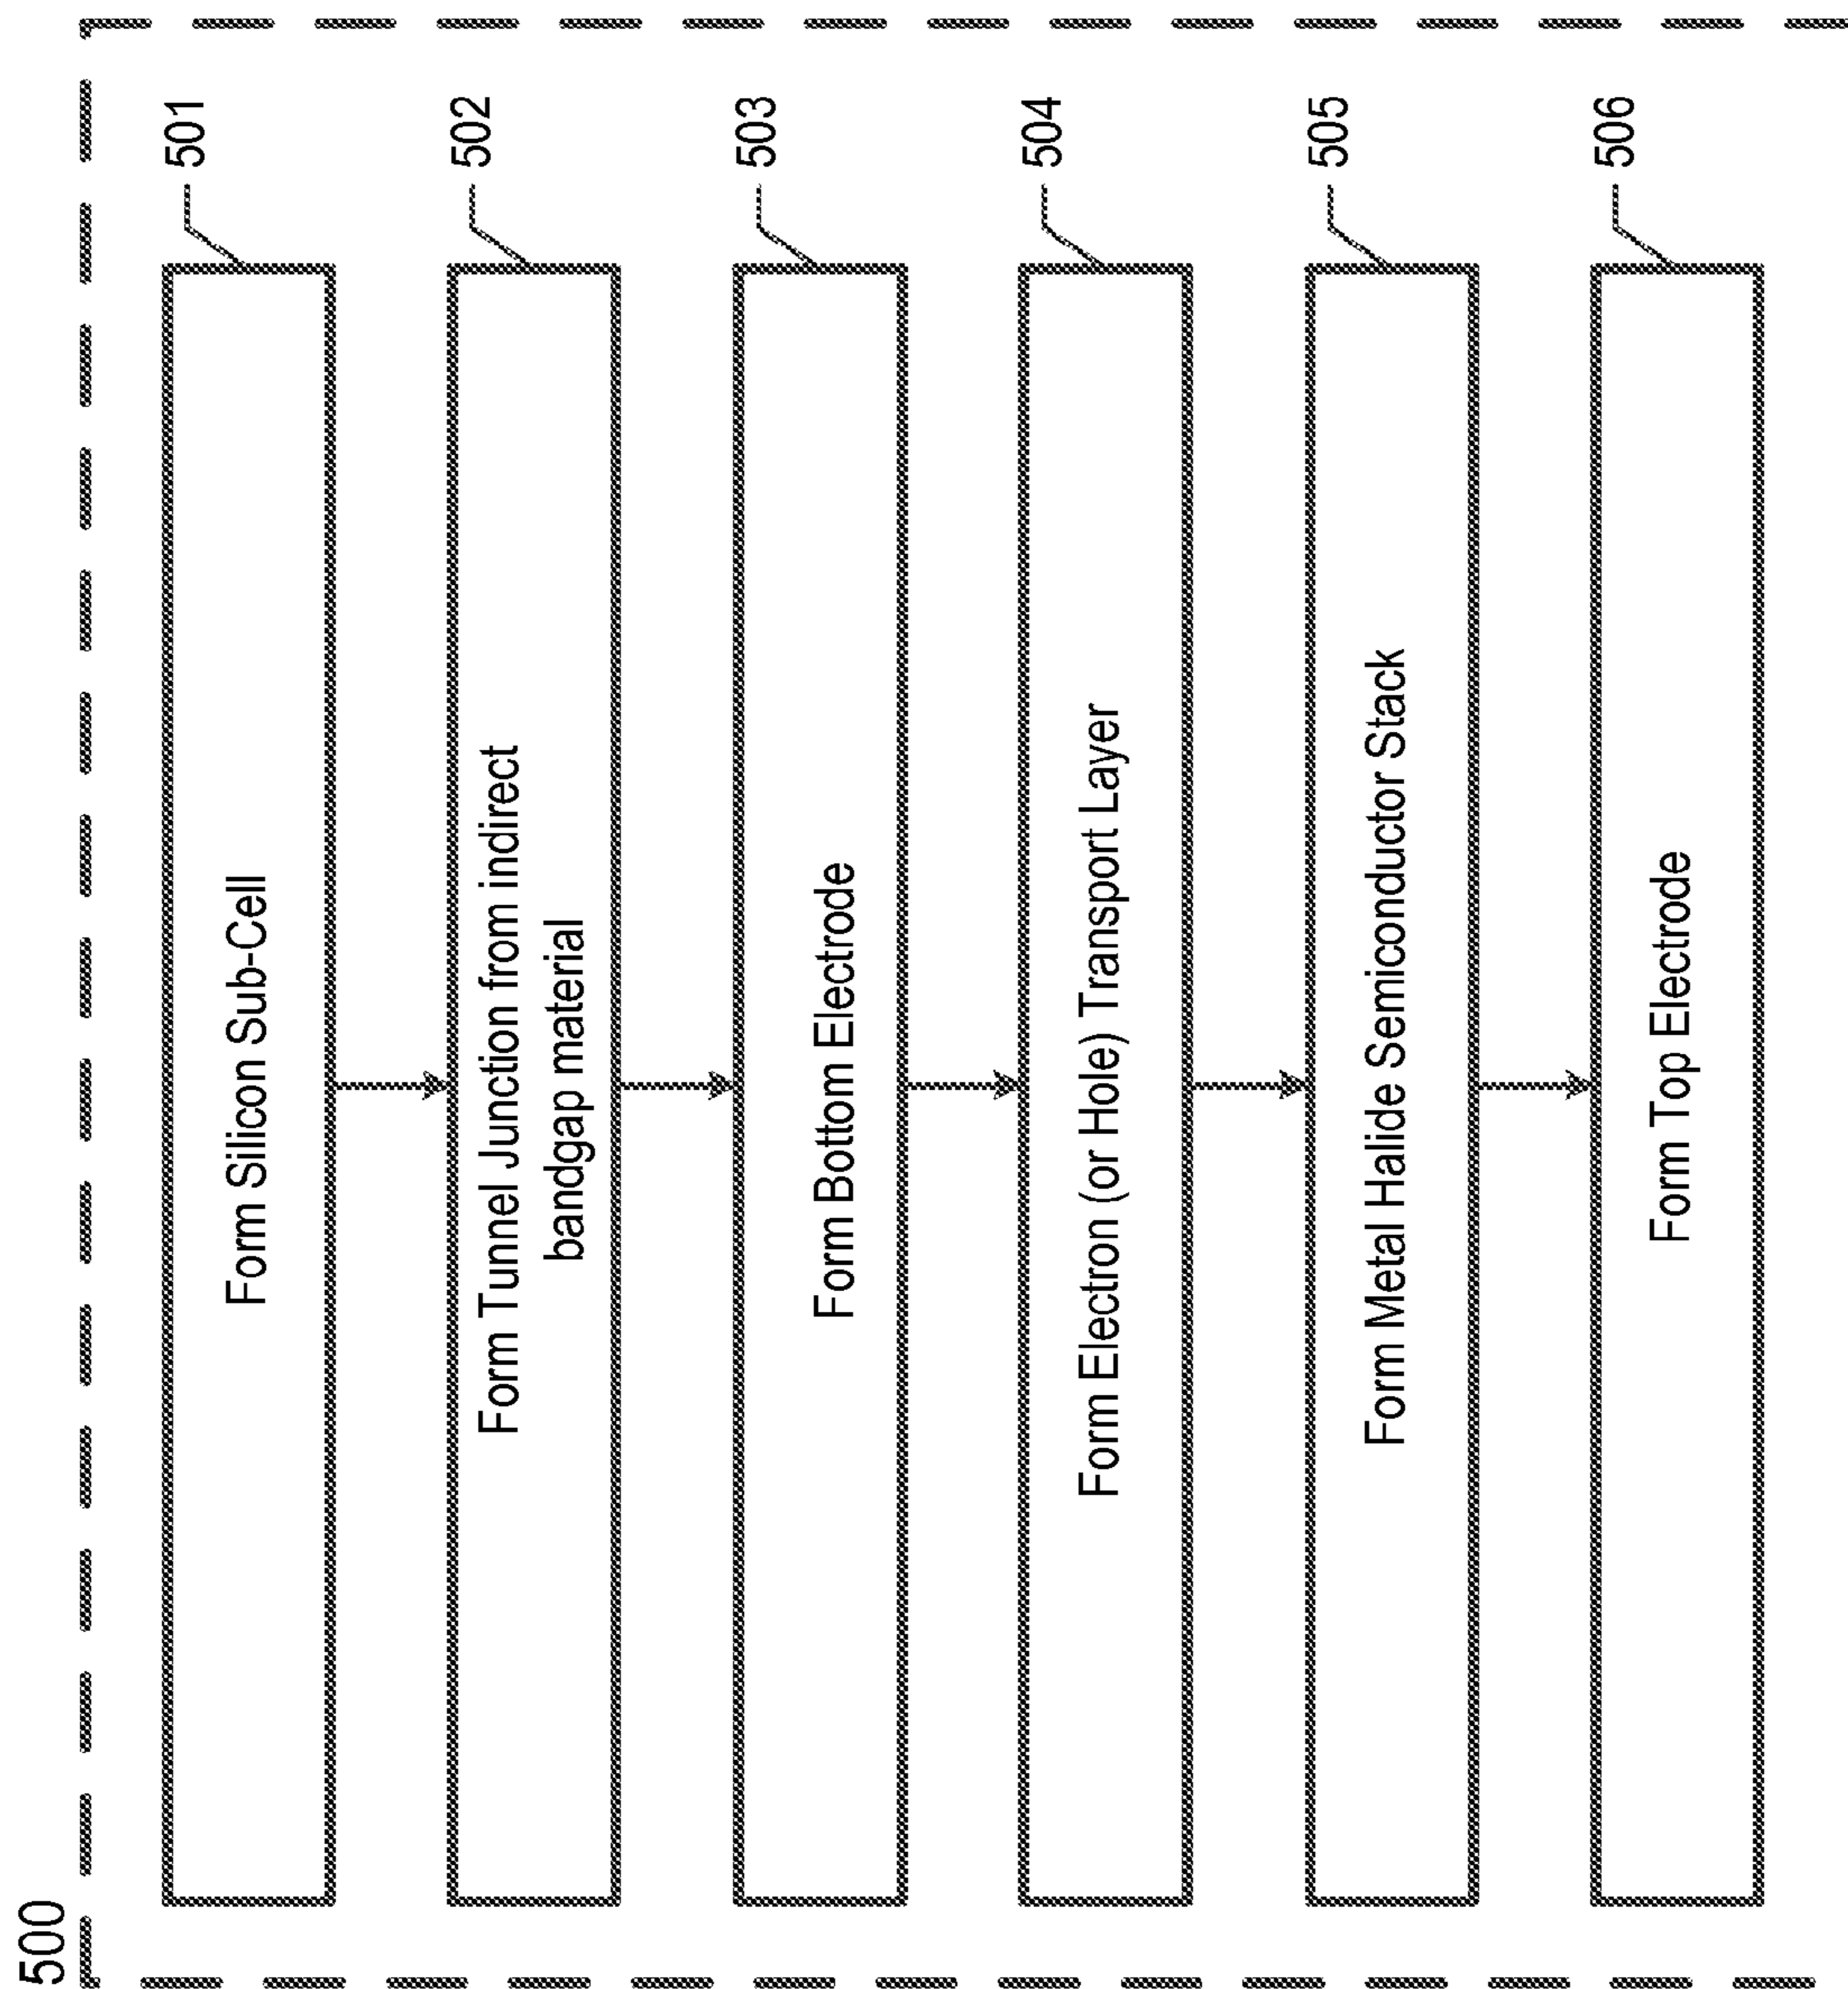 500
Form Silicon Sub-Cell
501
Form Tunnel Junction from indirect
bandgap material
502
Form Bottom Electrode
503
Form Electron (or Hole) Transport Layer
504
Form Metal Halide Semiconductor Stack
505
Form Top Electrode
506